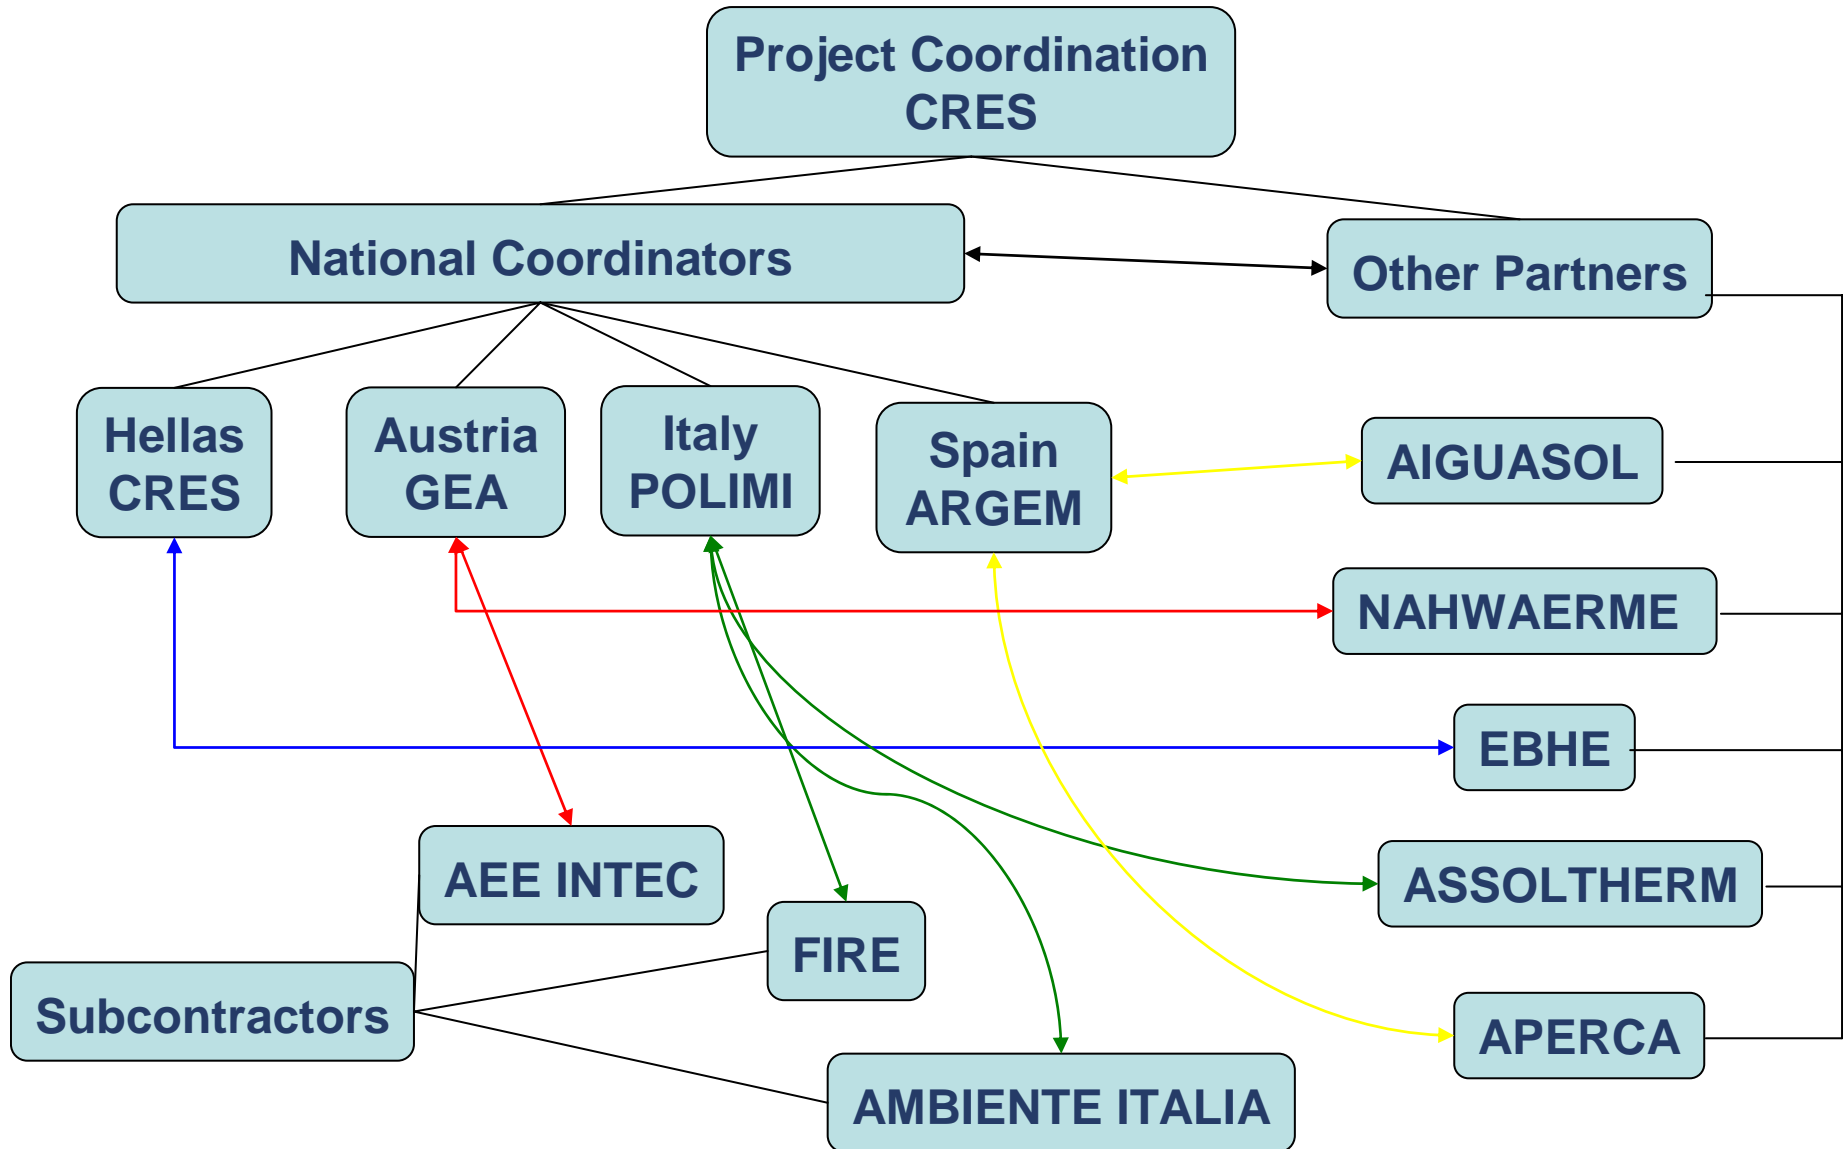 Project Coordination
CRES
National Coordinators
Other Partners
Hellas
CRES
Austria
GEA
Italy
POLIMI
Spain
ARGEM
AIGUASOL
NAHWAERME
EBHE
AEE INTEC
ASSOLTHERM
FIRE
Subcontractors
APERCA
AMBIENTE ITALIA